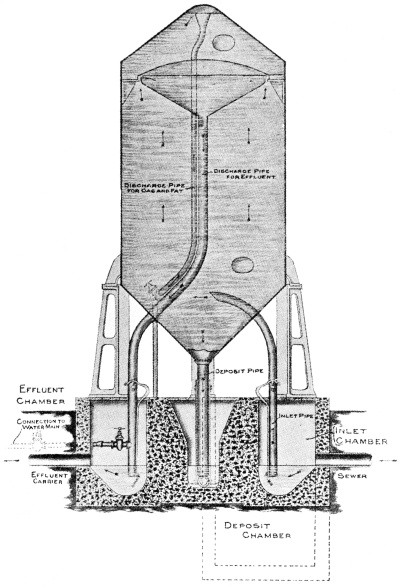 DISCHARGE PIPE
FOR GAS AND FAT
DISCHARGE PIPE
FOR EFFLUENT
DEPOSIT PIPE
EFFLUENT
CHAMBER
CONNECTION TO
WATER MAIN
INLET PIPE
INLET
CHAMBER
EFFLUENT
CARRIER
SEWER
DEPOSIT
CHAMBER